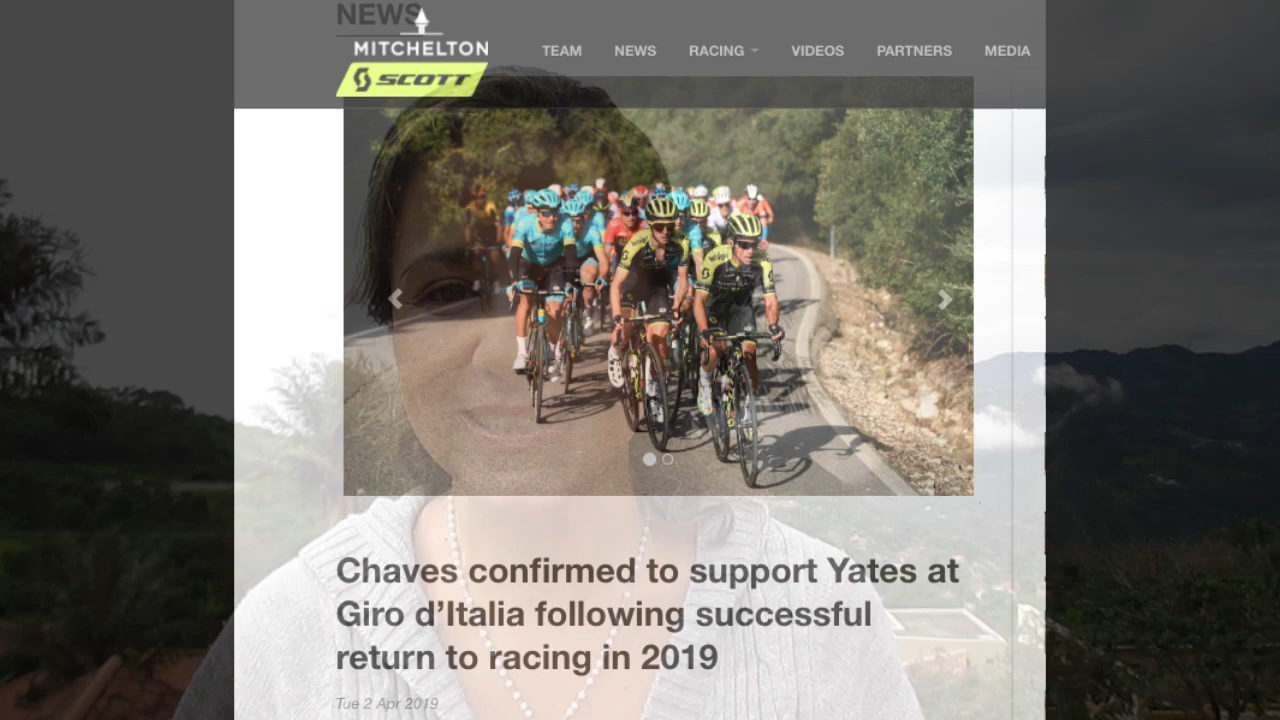 NEWS
MITCHELTON
SCOTT
TEAM NEWS RACING VIDEOS PARTNERS MEDIA
Chaves confirmed to support Yates at
Giro d’Italia following successful
return to racing in 2019
Tue 2 Apr 2019